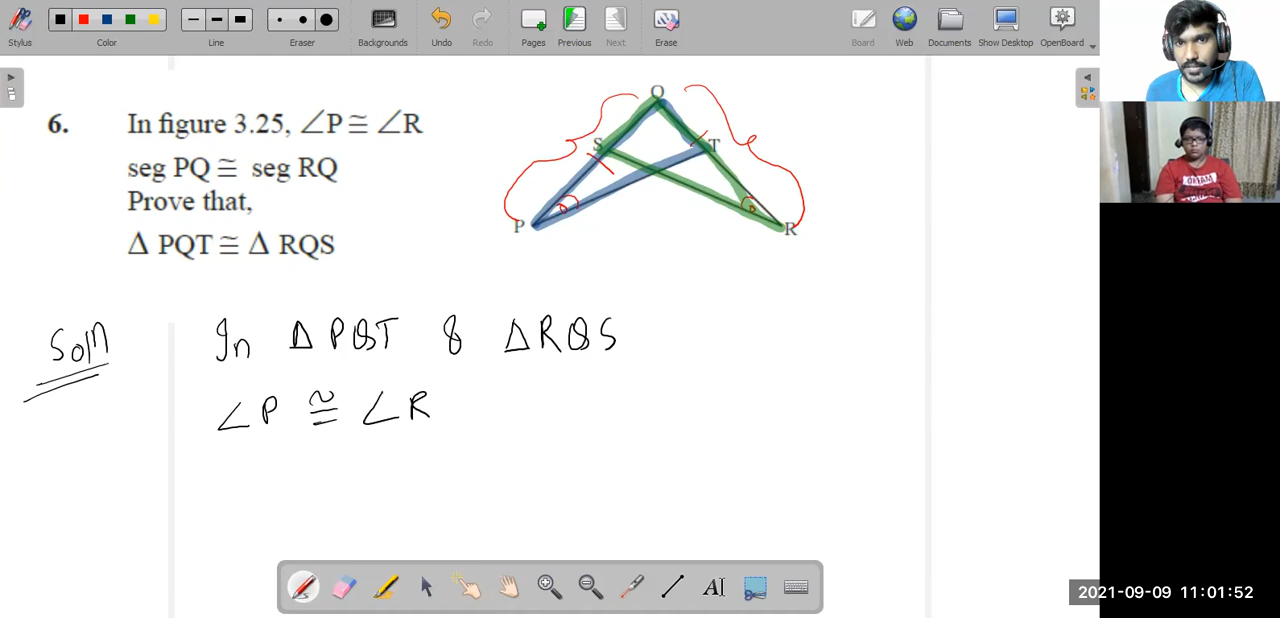 Stylus Color Line Eraser Backgrounds Undo Redo Pages Previous Next Erase Board Web Documents Show Desktop OpenBoard
6. In figure 3.25, ∠P ≅ ∠R
seg PQ ≅ seg RQ
Prove that,
Δ PQT ≅ Δ RQS
Q
S T
P R
Soln In Δ PQT & Δ RQS
∠P ≅ ∠R
AI
2021-09-09 11:01:52